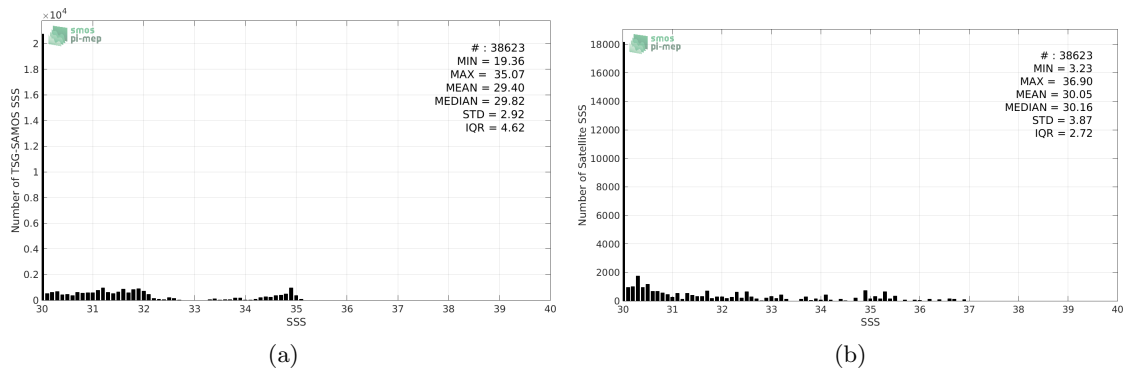 ×10⁴
smos
pi-mep
# : 38623
MIN = 19.36
MAX = 35.07
MEAN = 29.40
MEDIAN = 29.82
STD = 2.92
IQR = 4.62
Number of TSG-SAMOS SSS
2
1.8
1.6
1.4
1.2
1
0.8
0.6
0.4
0.2
0
30 31 32 33 34 35 36 37 38 39 40
SSS
(a)
smos
pi-mep
# : 38623
MIN = 3.23
MAX = 36.90
MEAN = 30.05
MEDIAN = 30.16
STD = 3.87
IQR = 2.72
Number of Satellite SSS
18000
16000
14000
12000
10000
8000
6000
4000
2000
0
30 31 32 33 34 35 36 37 38 39 40
SSS
(b)